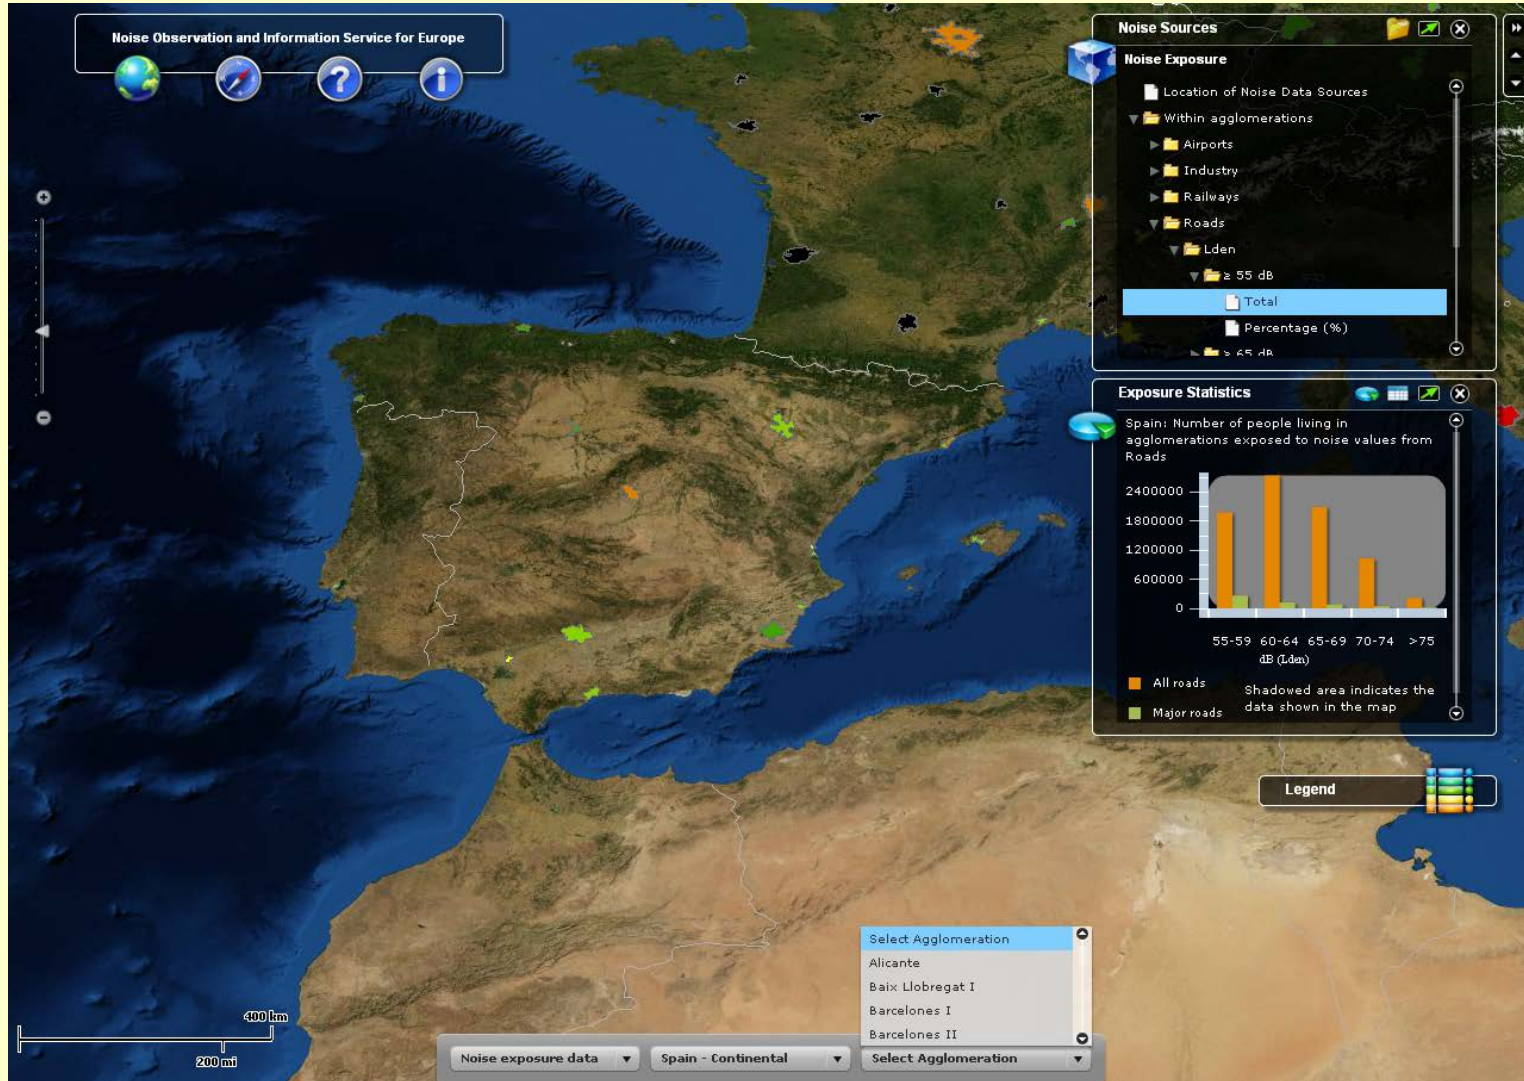 Noise Observation and Information Service for Europe
Noise Sources
Noise Exposure
Location of Noise Data Sources
Within agglomerations
Airports
Industry
Railways
Roads
Lden
≥ 55 dB
Total
Percentage (%)
≥ 65 dB
Exposure Statistics
Spain: Number of people living in
agglomerations exposed to noise values from
Roads
2400000
1800000
1200000
600000
0
55-59 60-64 65-69 70-74 >75
dB (Lden)
All roads
Major roads
Shadowed area indicates the
data shown in the map
Legend
Select Agglomeration
Alicante
Baix Llobregat I
Barcelones I
Barcelones II
400 km
200 mi
Noise exposure data
Spain - Continental
Select Agglomeration